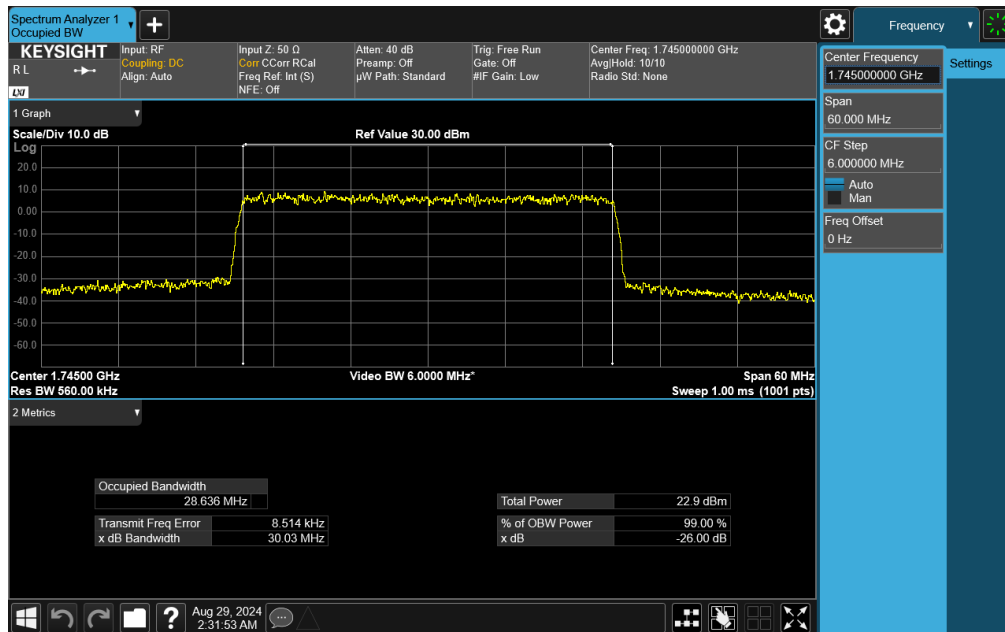 Spectrum Analyzer 1
Occupied BW
Frequency
KEYSIGHT
R L
LXI
Input: RF
Coupling: DC
Align: Auto
Input Z: 50 Ω
Corr CCorr RCal
Freq Ref: Int (S)
NFE: Off
Atten: 40 dB
Preamp: Off
µW Path: Standard
Trig: Free Run
Gate: Off
#IF Gain: Low
Center Freq: 1.745000000 GHz
Avg|Hold: 10/10
Radio Std: None
Center Frequency
1.745000000 GHz
Settings
Span
60.000 MHz
CF Step
6.000000 MHz
Auto
Man
Freq Offset
0 Hz
1 Graph
Scale/Div 10.0 dB
Ref Value 30.00 dBm
Log
20.0
10.0
0.00
-10.0
-20.0
-30.0
-40.0
-50.0
-60.0
Center 1.74500 GHz
Video BW 6.0000 MHz*
Span 60 MHz
Res BW 560.00 kHz
Sweep 1.00 ms (1001 pts)
2 Metrics
Occupied Bandwidth
28.636 MHz
Total Power 22.9 dBm
Transmit Freq Error 8.514 kHz
% of OBW Power 99.00 %
x dB Bandwidth 30.03 MHz
x dB -26.00 dB
?
Aug 29, 2024
2:31:53 AM